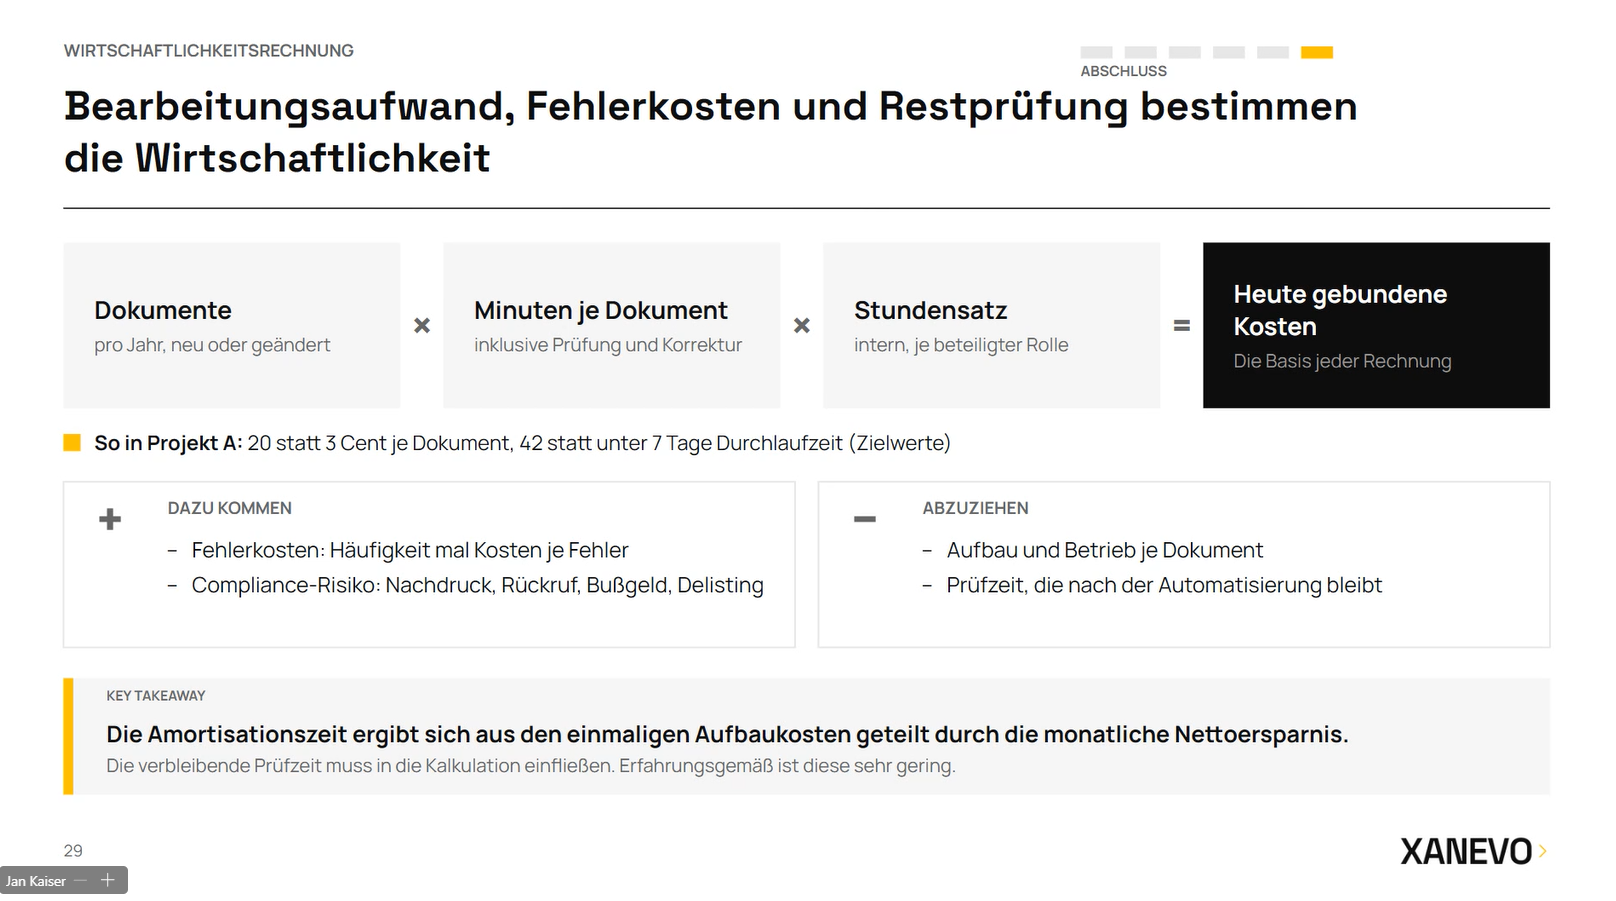 WIRTSCHAFTLICHKEITSRECHNUNG
ABSCHLUSS
Bearbeitungsaufwand, Fehlerkosten und Restprüfung bestimmen
die Wirtschaftlichkeit
Dokumente
pro Jahr, neu oder geändert
×
Minuten je Dokument
inklusive Prüfung und Korrektur
×
Stundensatz
intern, je beteiligter Rolle
=
Heute gebundene
Kosten
Die Basis jeder Rechnung
So in Projekt A: 20 statt 3 Cent je Dokument, 42 statt unter 7 Tage Durchlaufzeit (Zielwerte)
+
DAZU KOMMEN
– Fehlerkosten: Häufigkeit mal Kosten je Fehler
– Compliance-Risiko: Nachdruck, Rückruf, Bußgeld, Delisting
−
ABZUZIEHEN
– Aufbau und Betrieb je Dokument
– Prüfzeit, die nach der Automatisierung bleibt
KEY TAKEAWAY
Die Amortisationszeit ergibt sich aus den einmaligen Aufbaukosten geteilt durch die monatliche Nettoersparnis.
Die verbleibende Prüfzeit muss in die Kalkulation einfließen. Erfahrungsgemäß ist diese sehr gering.
29
XANEVO
Jan Kaiser − +